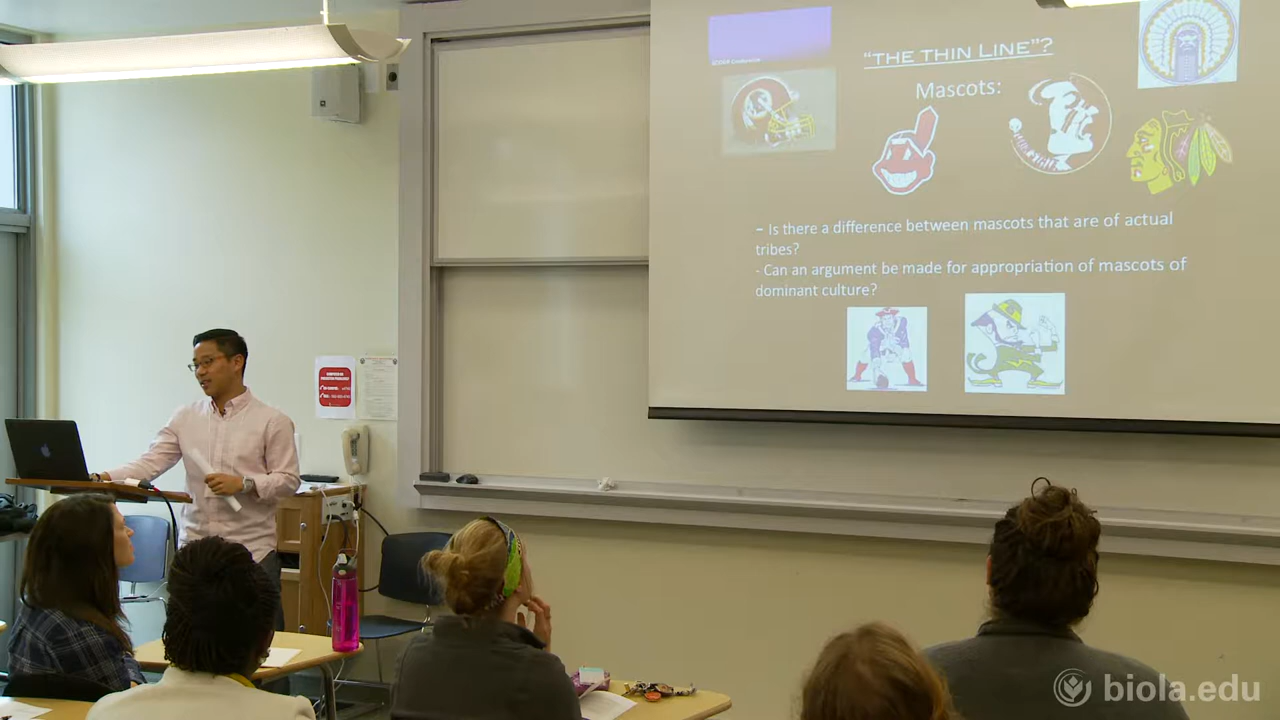 "THE THIN LINE"?
Mascots:
- Is there a difference between mascots that are of actual
tribes?
- Can an argument be made for appropriation of mascots of
dominant culture?
biola.edu